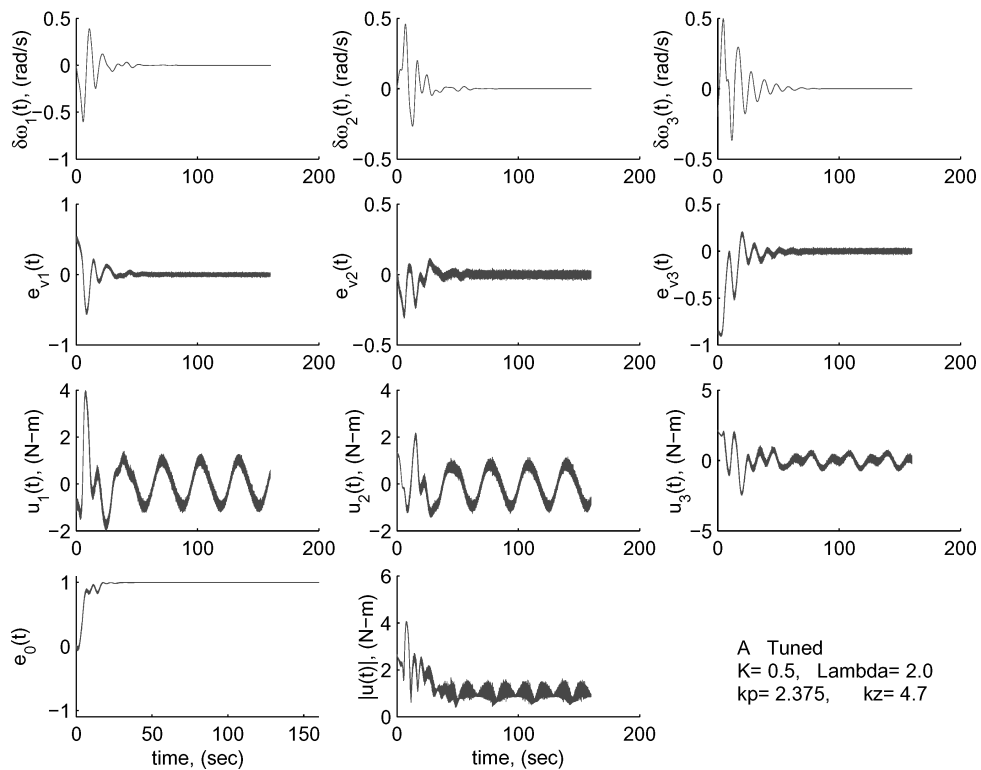 0.5
0
−0.5
−1
0 100 200
δω1(t), (rad/s)
0.5
0
−0.5
0 100 200
δω2(t), (rad/s)
0.5
0
−0.5
0 100 200
δω3(t), (rad/s)
1
0
−1
0 100 200
ev1(t)
0.5
0
−0.5
0 100 200
ev2(t)
0.5
0
−0.5
−1
0 100 200
ev3(t)
4
2
0
−2
0 100 200
u1(t), (N−m)
4
2
0
−2
0 100 200
u2(t), (N−m)
5
0
−5
0 100 200
u3(t), (N−m)
1
0
−1
0 50 100 150
e0(t)
time, (sec)
6
4
2
0
0 100 200
|u(t)|, (N−m)
time, (sec)
A Tuned
K= 0.5, Lambda= 2.0
kp= 2.375, kz= 4.7